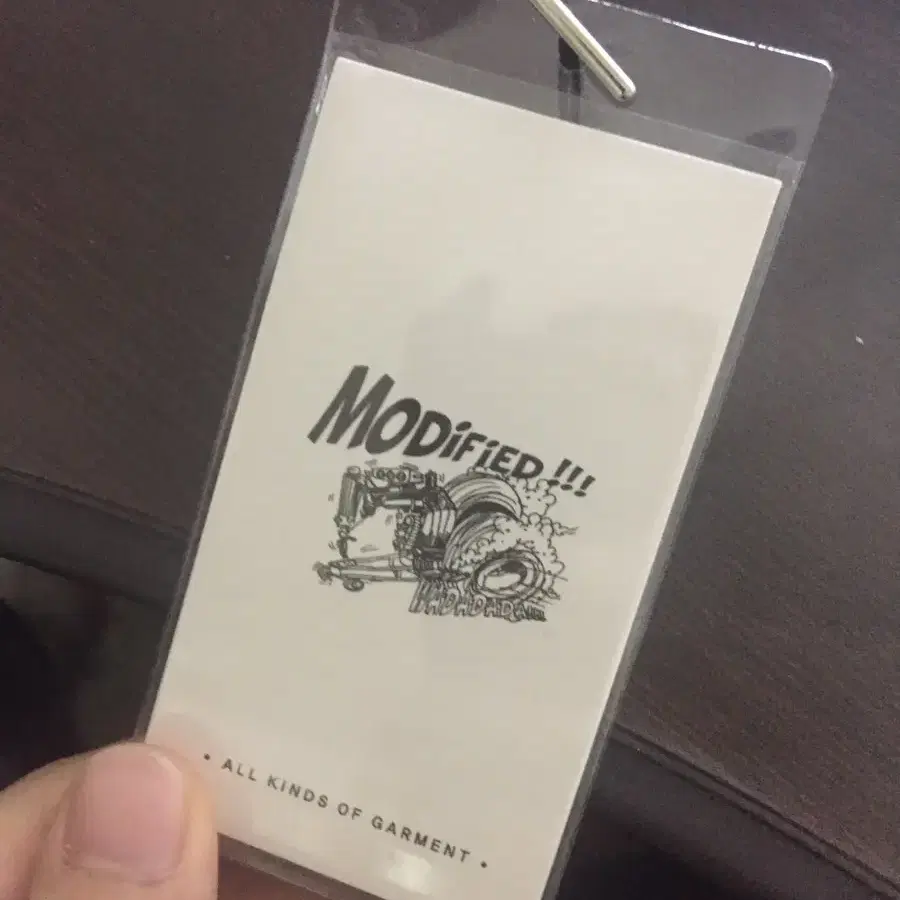 MODiFiED !!!
• ALL KINDS OF GARMENT •